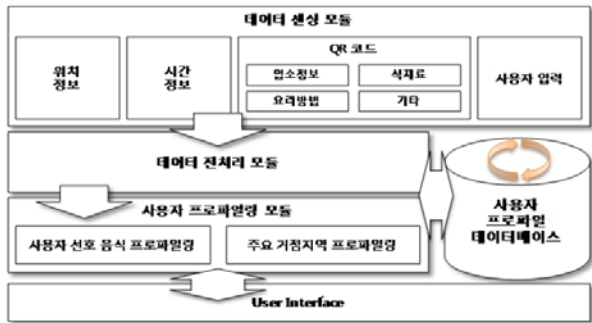 데이터 센싱 모듈
위치
정보
시간
정보
QR 코드
업소정보
식재료
요리방법
기타
사용자 입력
데이터 전처리 모듈
사용자 프로파일링 모듈
사용자 선호 음식 프로파일링
주요 거점지역 프로파일링
사용자
프로파일
데이터베이스
User Interface